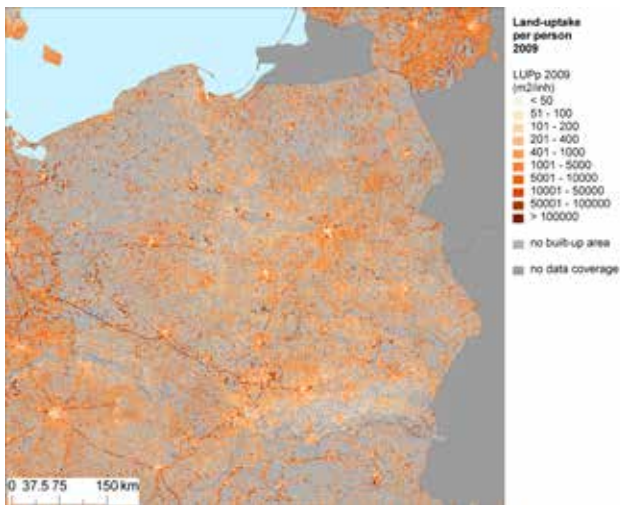 Land-uptake
per person
2009
LUPp 2009
(m2/inh)
< 50
51 - 100
101 - 200
201 - 400
401 - 1000
1001 - 5000
5001 - 10000
10001 - 50000
50001 - 100000
> 100000
no built-up area
no data coverage
0 37.5 75 150 km